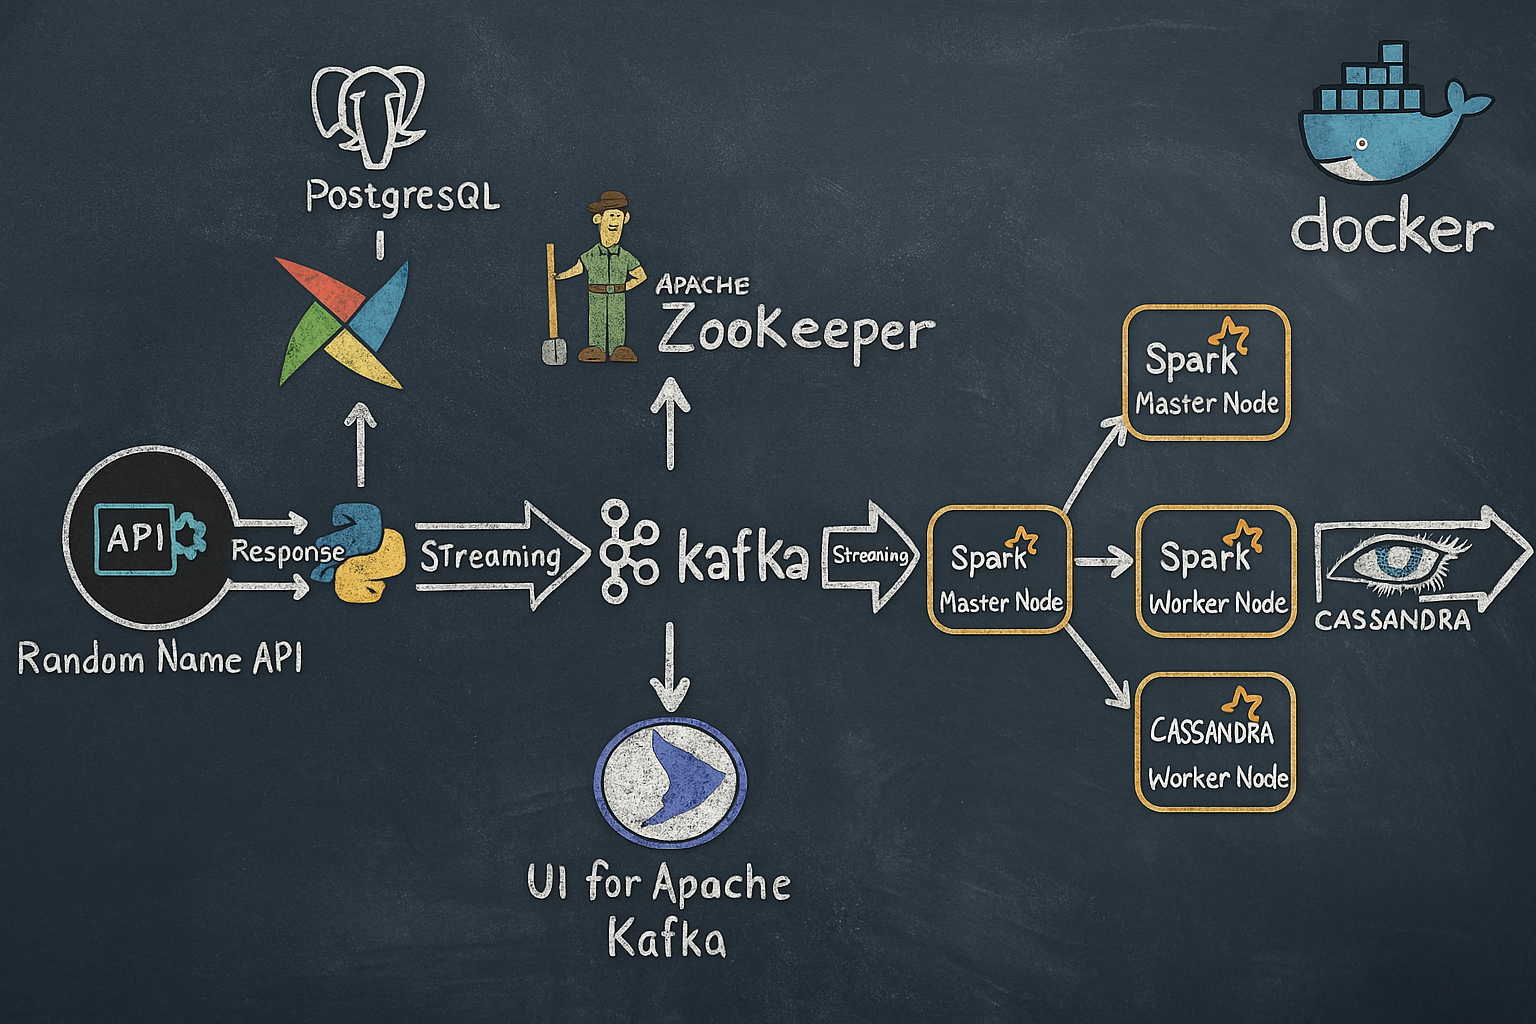 PostgresQL
docker
APACHE
ZooKeeper
Spark
Master Node
API
Response
STreaming
kafka
Streaning
Spark
Master Node
Spark
Worker Node
CASSANDRA
Random Name API
CASSANDRA
Worker Node
UI for Apache
Kafka